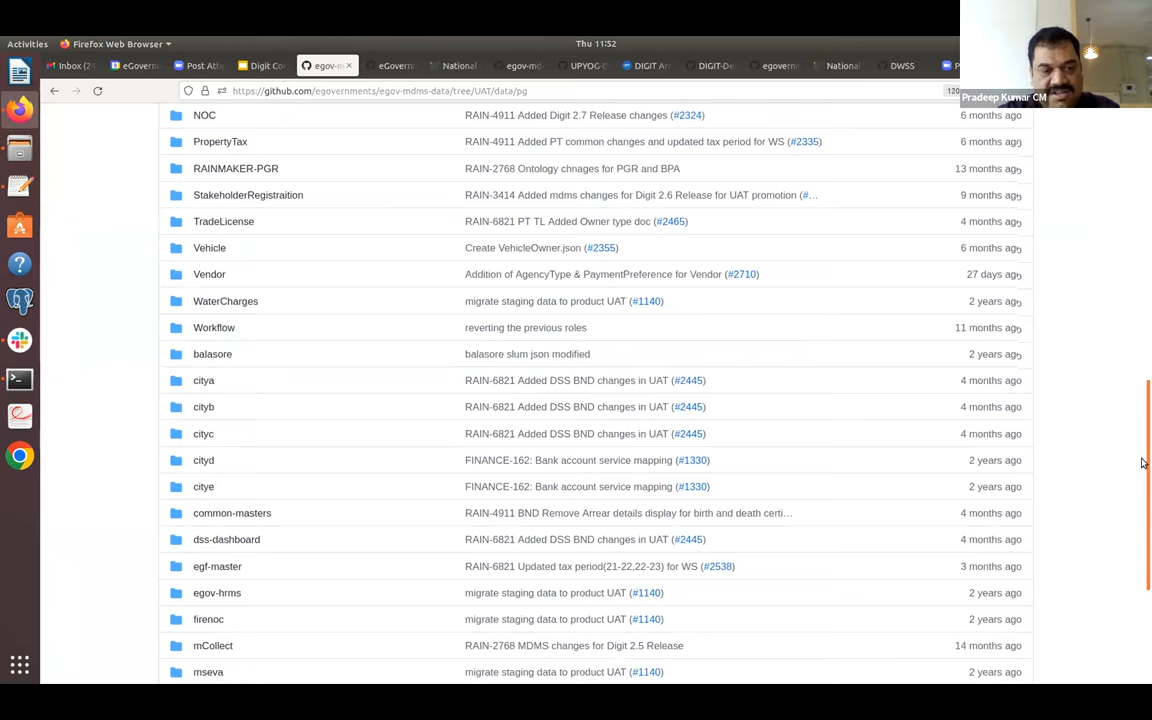 Activities Firefox Web Browser Thu 11:52
Inbox (24 eGover Post Att Digit Co egov-m eGovern National egov-md UPYOG-D DIGIT Ar DIGIT-De egovern National DWSS P
https://github.com/egovernments/egov-mdms-data/tree/UAT/data/pg 120
Pradeep Kumar CM
NOC RAIN-4911 Added Digit 2.7 Release changes (#2324) 6 months ago
PropertyTax RAIN-4911 Added PT common changes and updated tax period for WS (#2335) 6 months ago
RAINMAKER-PGR RAIN-2768 Ontology chnages for PGR and BPA 13 months ago
StakeholderRegistraition RAIN-3414 Added mdms changes for Digit 2.6 Release for UAT promotion (#… 9 months ago
TradeLicense RAIN-6821 PT TL Added Owner type doc (#2465) 4 months ago
Vehicle Create VehicleOwner.json (#2355) 6 months ago
Vendor Addition of AgencyType & PaymentPreference for Vendor (#2710) 27 days ago
WaterCharges migrate staging data to product UAT (#1140) 2 years ago
Workflow reverting the previous roles 11 months ago
balasore balasore slum json modified 2 years ago
citya RAIN-6821 Added DSS BND changes in UAT (#2445) 4 months ago
cityb RAIN-6821 Added DSS BND changes in UAT (#2445) 4 months ago
cityc RAIN-6821 Added DSS BND changes in UAT (#2445) 4 months ago
cityd FINANCE-162: Bank account service mapping (#1330) 2 years ago
citye FINANCE-162: Bank account service mapping (#1330) 2 years ago
common-masters RAIN-4911 BND Remove Arrear details display for birth and death certi… 4 months ago
dss-dashboard RAIN-6821 Added DSS BND changes in UAT (#2445) 4 months ago
egf-master RAIN-6821 Updated tax period(21-22,22-23) for WS (#2538) 3 months ago
egov-hrms migrate staging data to product UAT (#1140) 2 years ago
firenoc migrate staging data to product UAT (#1140) 2 years ago
mCollect RAIN-2768 MDMS changes for Digit 2.5 Release 14 months ago
mseva migrate staging data to product UAT (#1140) 2 years ago